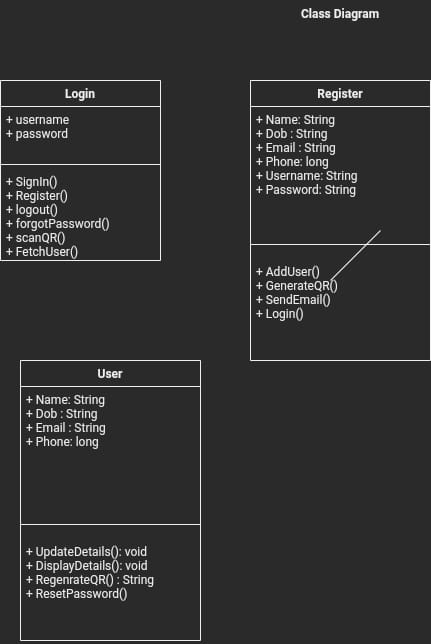 Class Diagram
Login
+ username
+ password
+ SignIn()
+ Register()
+ logout()
+ forgotPassword()
+ scanQR()
+ FetchUser()
Register
+ Name: String
+ Dob : String
+ Email : String
+ Phone: long
+ Username: String
+ Password: String
+ AddUser()
+ GenerateQR()
+ SendEmail()
+ Login()
User
+ Name: String
+ Dob : String
+ Email : String
+ Phone: long
+ UpdateDetails(): void
+ DisplayDetails(): void
+ RegenrateQR() : String
+ ResetPassword()